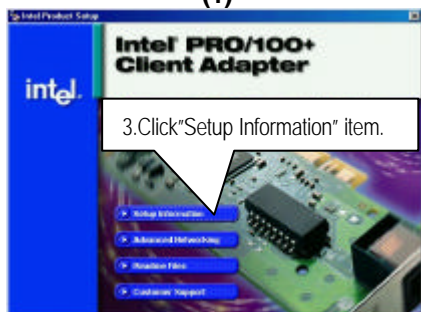 Intel Product Setup
Intel PRO/100+
Client Adapter
intel.
3.Click"Setup Information" item.
Setup Information
Advanced Networking
Readme Files
Customer Support